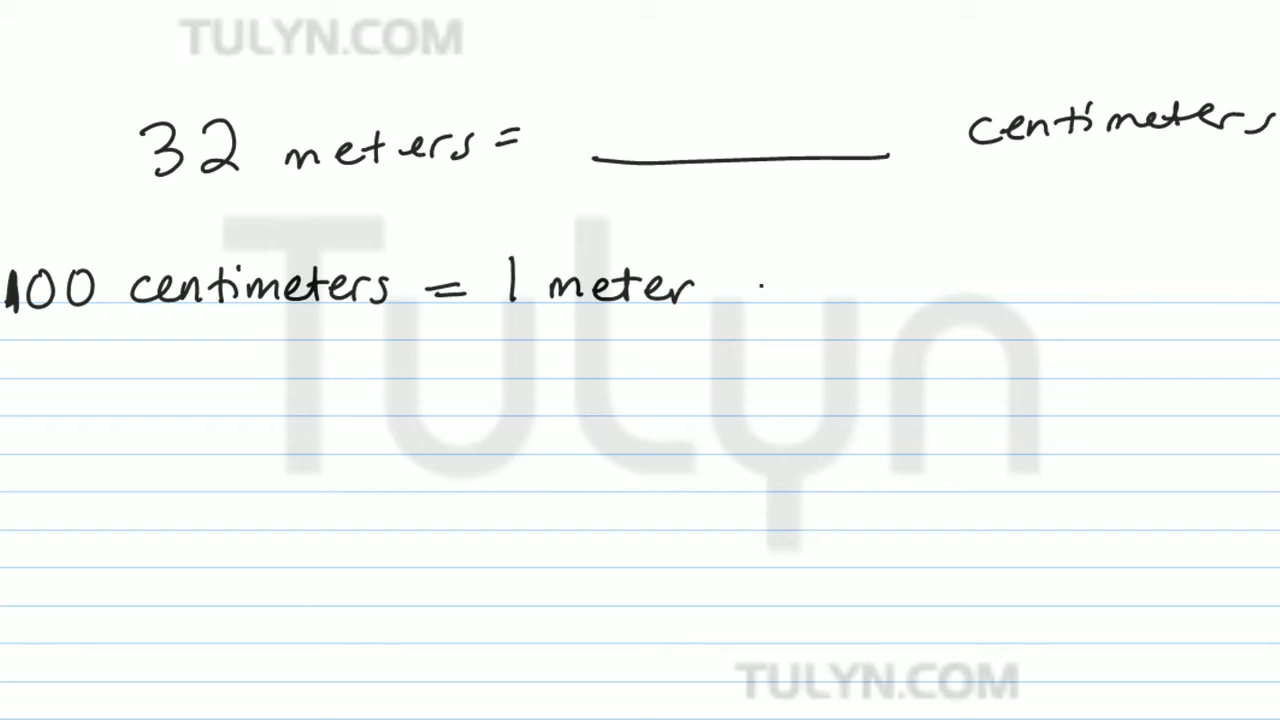 TULYN.COM
32 meters = ________ centimeters
100 centimeters = 1 meter
Tulyn
TULYN.COM